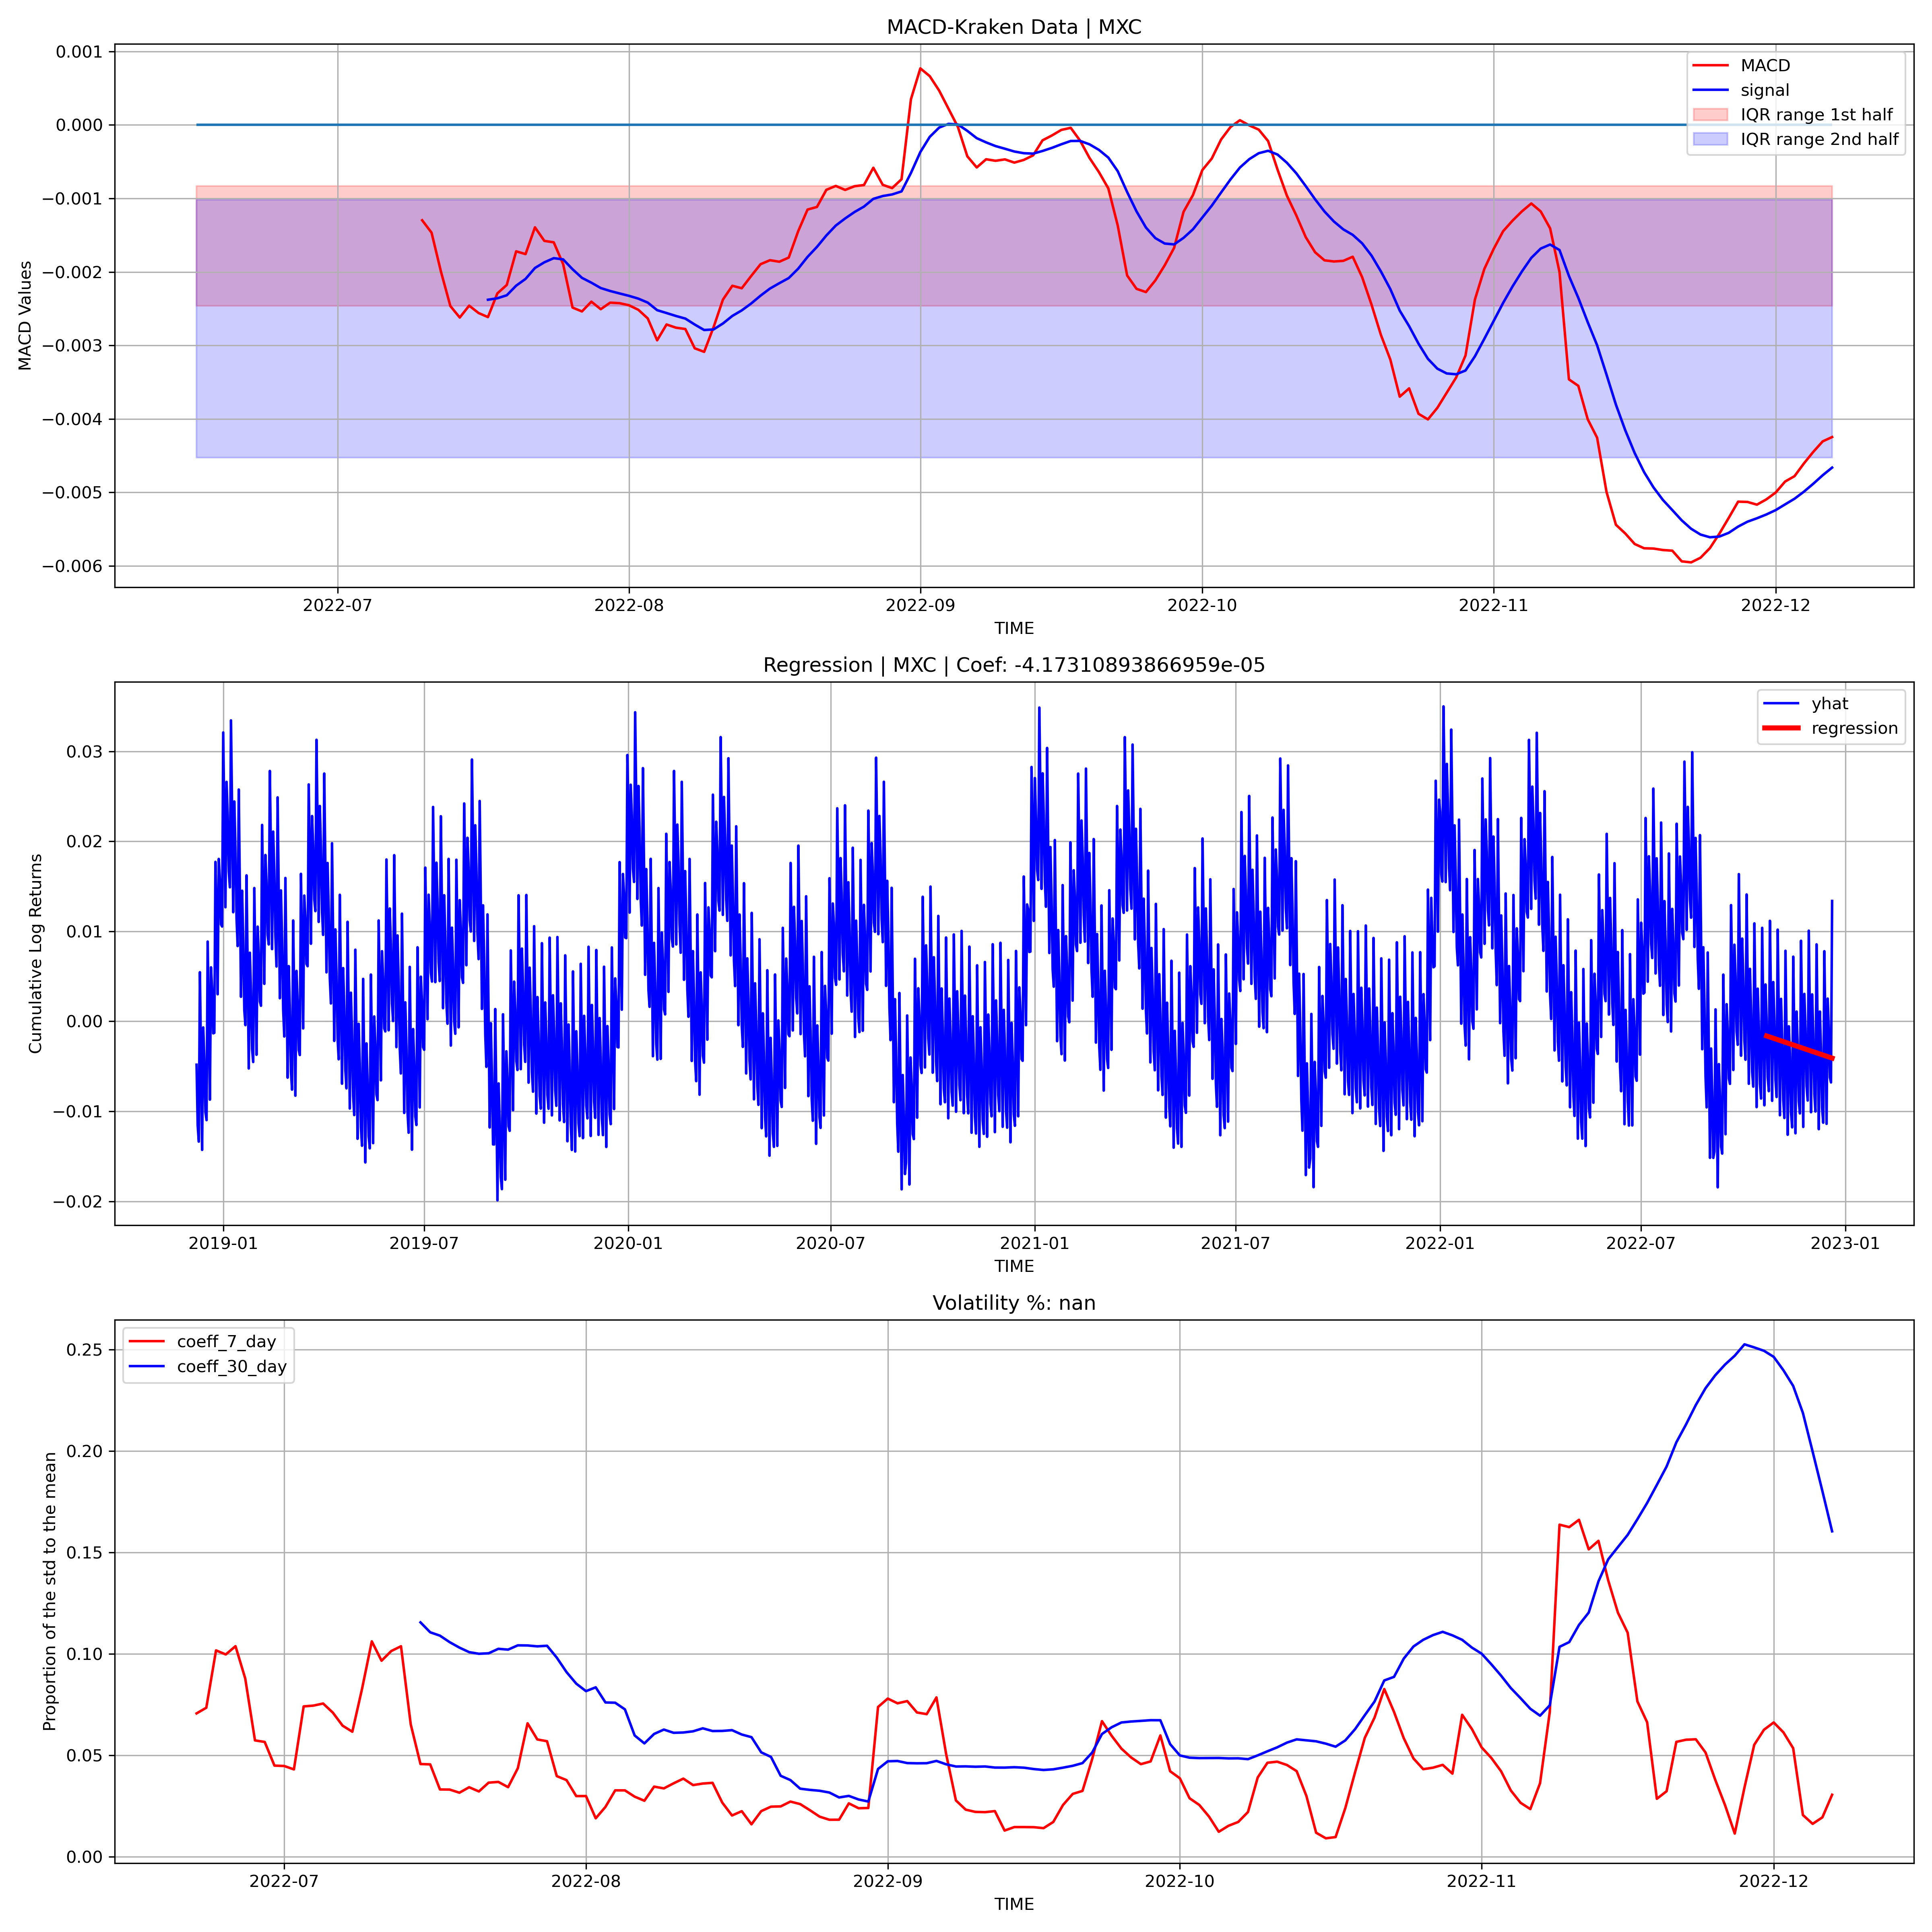 MACD-Kraken Data | MXC
MACD Values
0.001
0.000
−0.001
−0.002
−0.003
−0.004
−0.005
−0.006
MACD
signal
IQR range 1st half
IQR range 2nd half
2022-07
2022-08
2022-09
2022-10
2022-11
2022-12
TIME
Regression | MXC | Coef: -4.17310893866959e-05
Cumulative Log Returns
0.03
0.02
0.01
0.00
−0.01
−0.02
yhat
regression
2019-01
2019-07
2020-01
2020-07
2021-01
2021-07
2022-01
2022-07
2023-01
TIME
Volatility %: nan
Proportion of the std to the mean
0.25
0.20
0.15
0.10
0.05
0.00
coeff_7_day
coeff_30_day
2022-07
2022-08
2022-09
2022-10
2022-11
2022-12
TIME